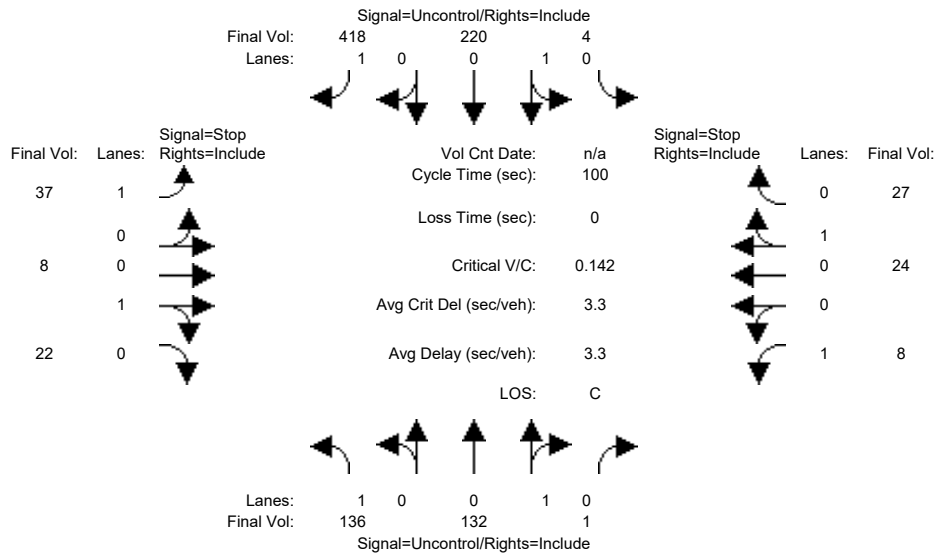 Signal=Uncontrol/Rights=Include
Final Vol: 418 220 4
Lanes: 1 0 0 1 0
Signal=Stop Signal=Stop
Final Vol: Lanes: Rights=Include Vol Cnt Date: n/a Rights=Include Lanes: Final Vol:
Cycle Time (sec): 100
37 1 0 27
Loss Time (sec): 0
0 1
8 0 Critical V/C: 0.142 0 24
1 Avg Crit Del (sec/veh): 3.3 0
22 0 Avg Delay (sec/veh): 3.3 1 8
LOS: C
Lanes: 1 0 0 1 0
Final Vol: 136 132 1
Signal=Uncontrol/Rights=Include